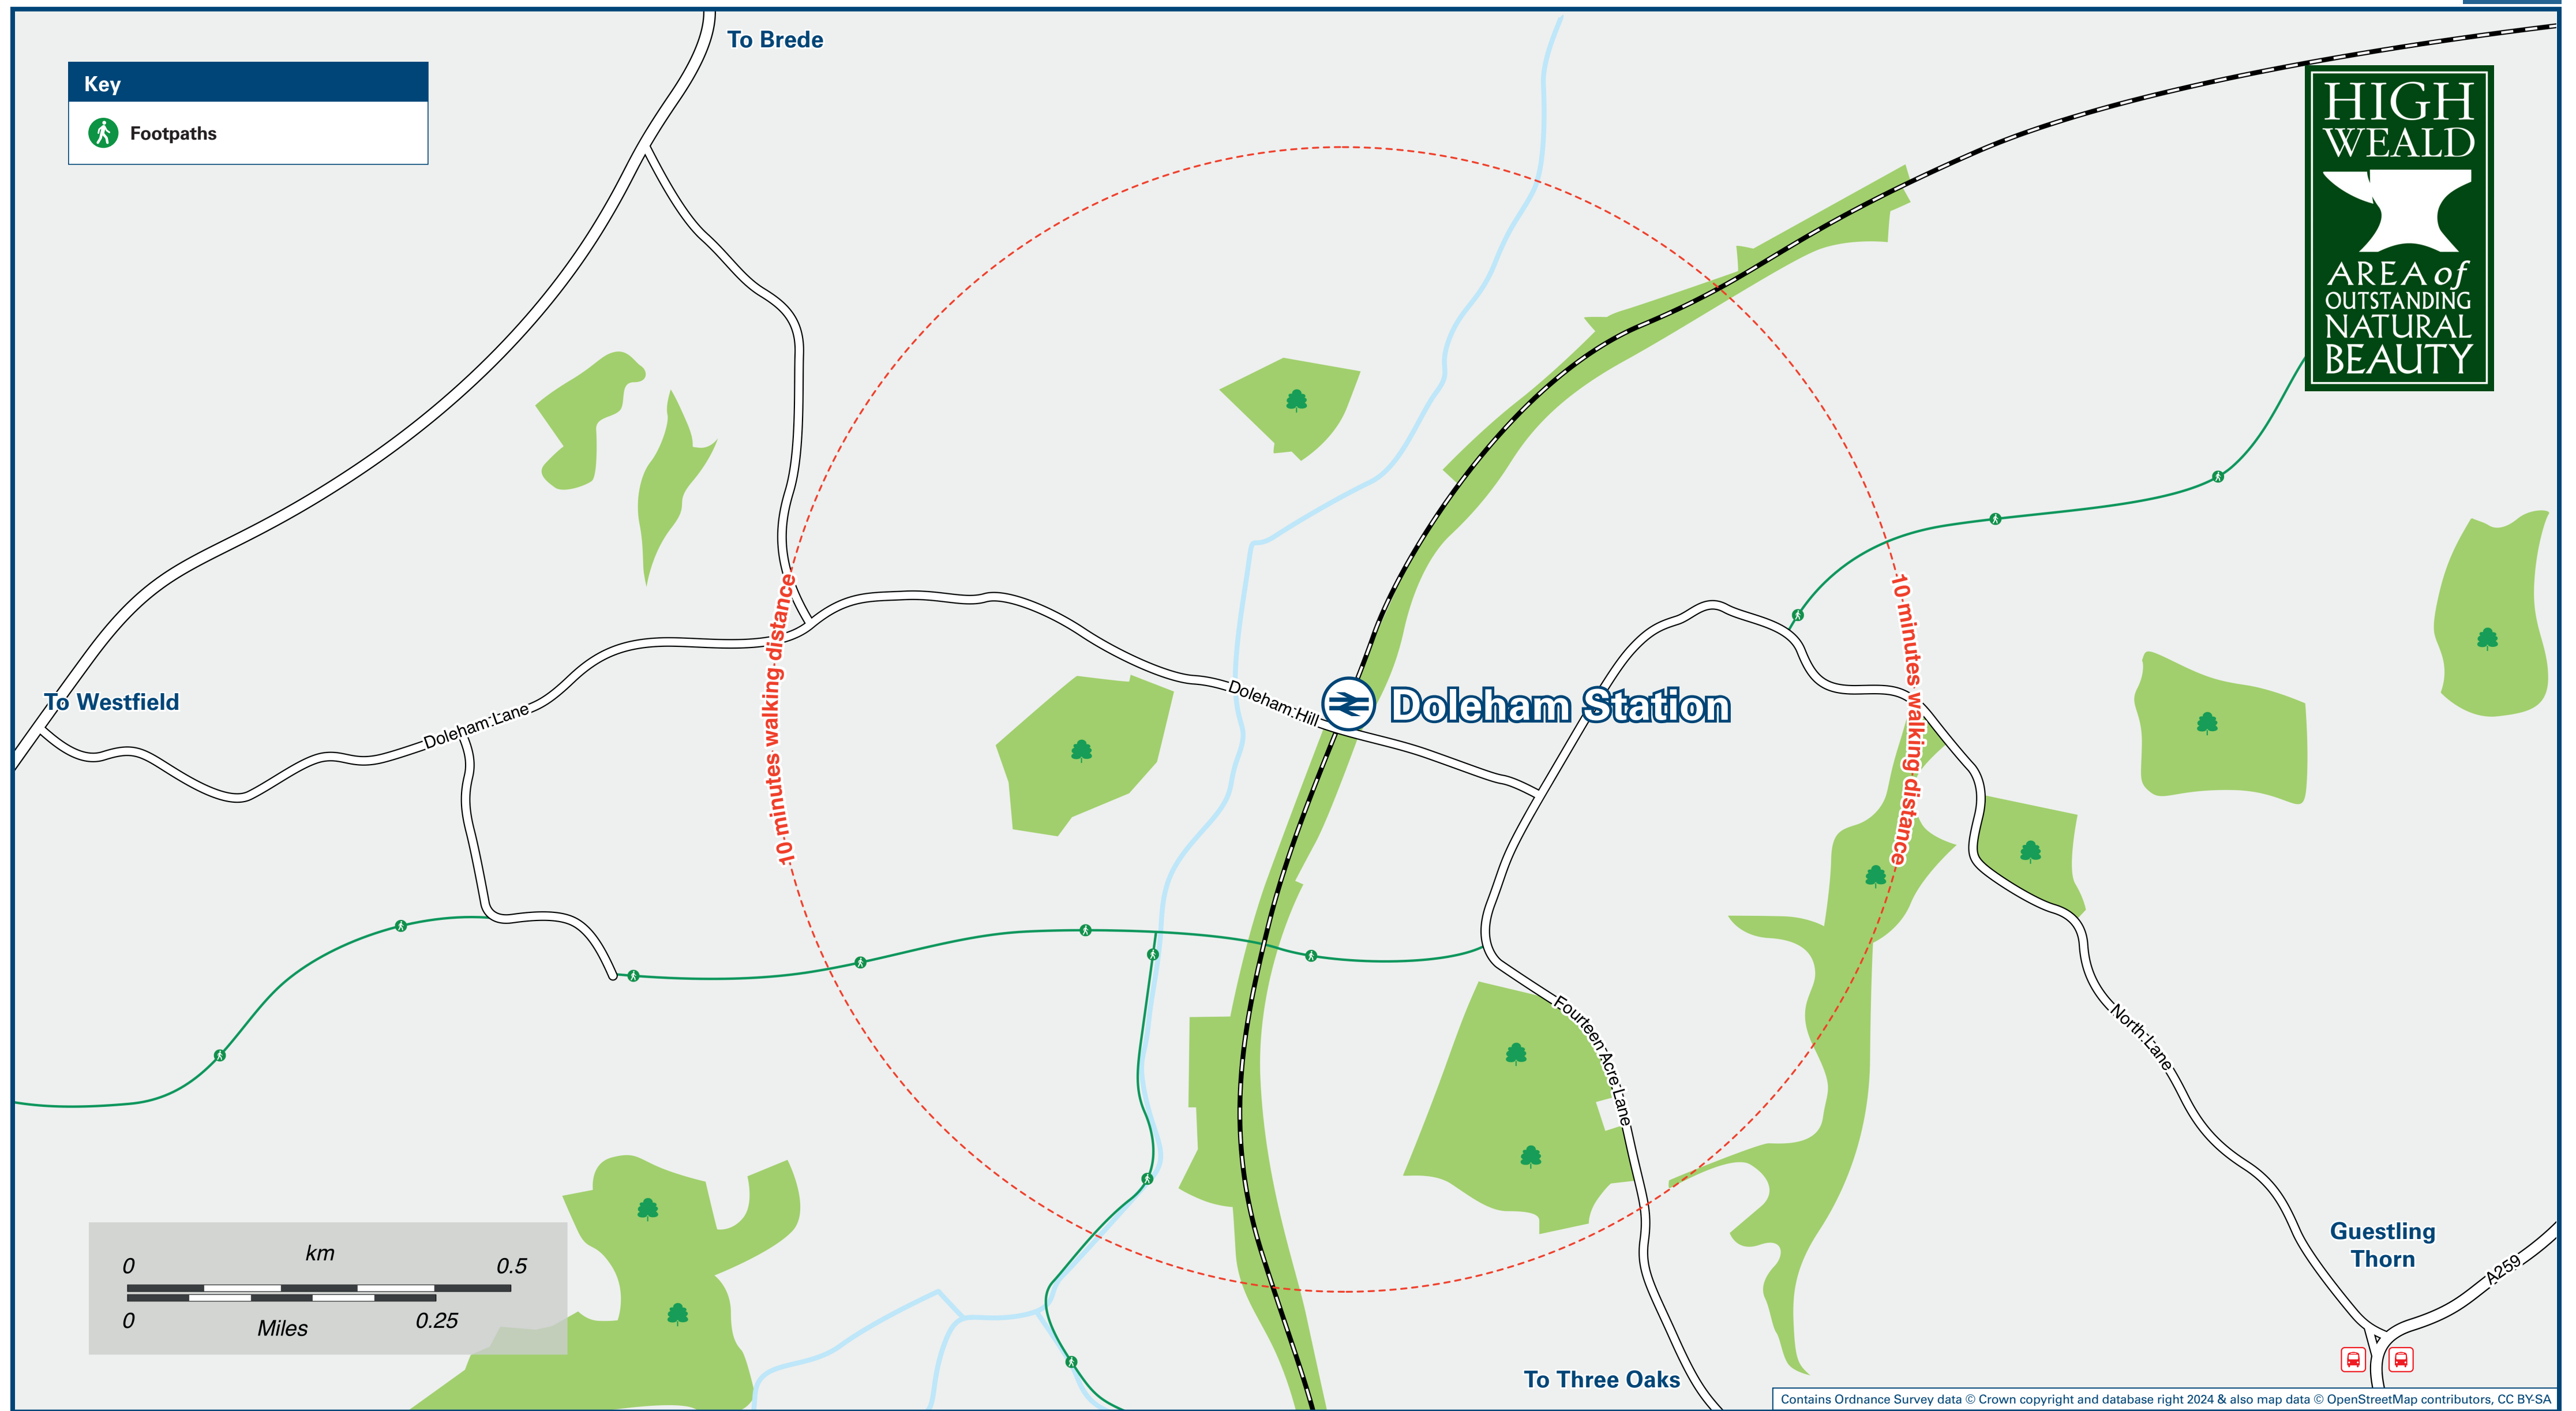 To Brede
Key
Footpaths
HIGH
WEALD
AREA of
OUTSTANDING
NATURAL
BEAUTY
10 minutes walking distance
10 minutes walking distance
To Westfield
Doleham Lane
Doleham Hill
Doleham Station
Fourteen Acre Lane
North Lane
Guestling
Thorn
A259
km
0 0.5
0 0.25
Miles
To Three Oaks
Contains Ordnance Survey data © Crown copyright and database right 2024 & also map data © OpenStreetMap contributors, CC BY-SA